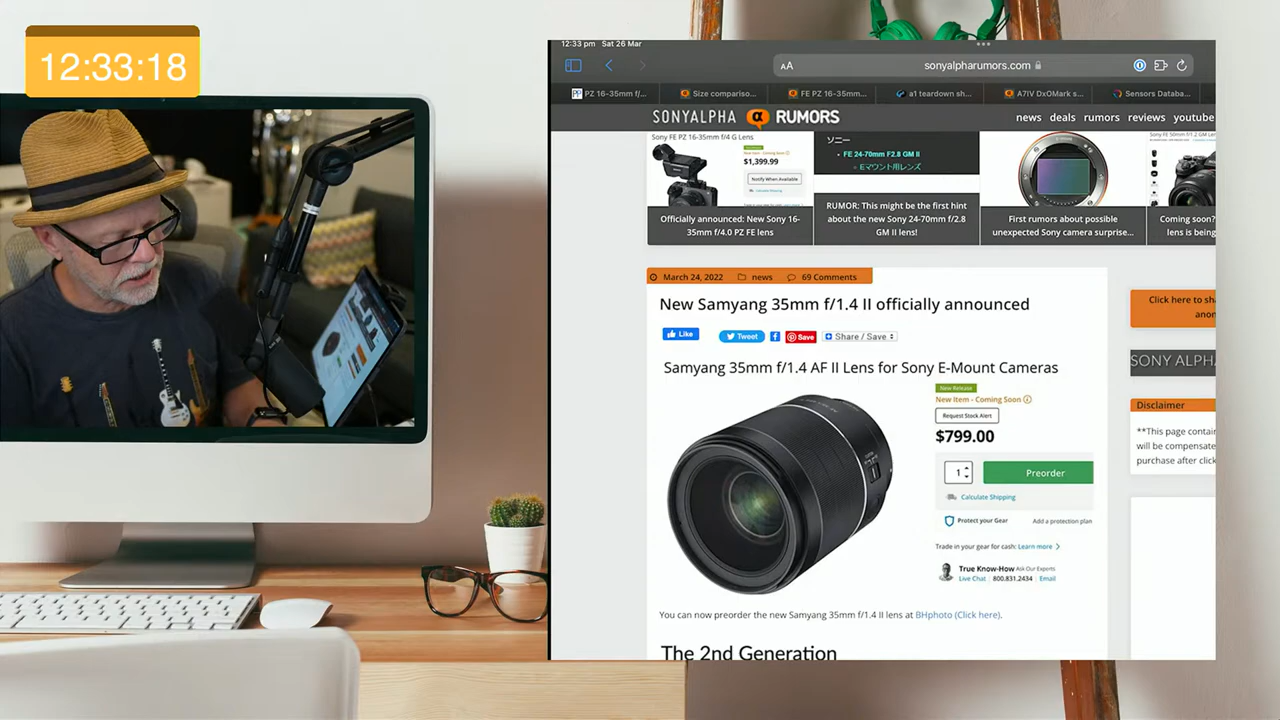 12:33:18
12:33 pm Sat 26 Mar
AA
sonyalpharumors.com
PZ 16-35mm f/...
Size compariso...
FE PZ 16-35mm...
a1 teardown sh...
A7IV DxOMark s...
Sensors Databa...
SONYALPHA α RUMORS
news deals rumors reviews youtube
Sony FE PZ 16-35mm f/4 G Lens
$1,399.99
Notify When Available
Officially announced: New Sony 16-
35mm f/4.0 PZ FE lens
ソニー
• FE 24-70mm F2.8 GM II
• Eマウント用レンズ
RUMOR: This might be the first hint
about the new Sony 24-70mm f/2.8
GM II lens!
First rumors about possible
unexpected Sony camera surprise...
Sony FE 50mm f/1.2 GM Len
Coming soon?
lens is being
March 24, 2022 news 69 Comments
New Samyang 35mm f/1.4 II officially announced
Like
Tweet
Save
Share / Save
Samyang 35mm f/1.4 AF II Lens for Sony E-Mount Cameras
New Release
New Item - Coming Soon
Request Stock Alert
$799.00
1
Preorder
Calculate Shipping
Protect your Gear Add a protection plan
Trade in your gear for cash: Learn more
True Know-How Ask Our Experts
Live Chat | 800.831.2434 | Email
You can now preorder the new Samyang 35mm f/1.4 II lens at BHphoto (Click here).
The 2nd Generation
Click here to sha
anon
SONY ALPHA
Disclaimer
**This page contain
will be compensate
purchase after click